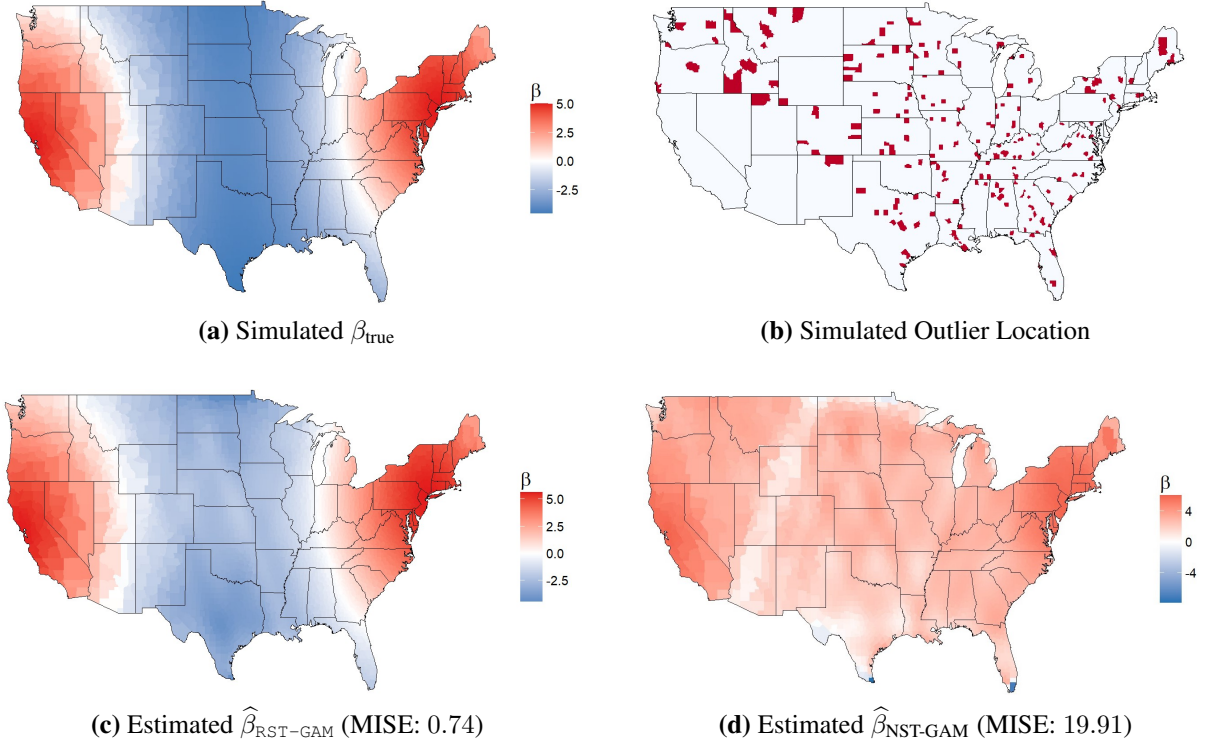 β
5.0
2.5
0.0
-2.5
(a) Simulated β_true
(b) Simulated Outlier Location
β
5.0
2.5
0.0
-2.5
β
4
0
-4
(c) Estimated β̂_RST-GAM (MISE: 0.74)
(d) Estimated β̂_NST-GAM (MISE: 19.91)